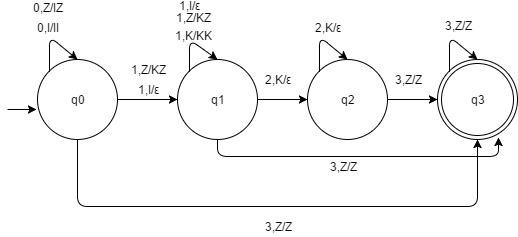 0,Z/IZ
0,I/II
1,I/ε
1,Z/KZ
1,K/KK
2,K/ε
3,Z/Z
1,Z/KZ
1,I/ε
2,K/ε
3,Z/Z
q0
q1
q2
q3
3,Z/Z
3,Z/Z